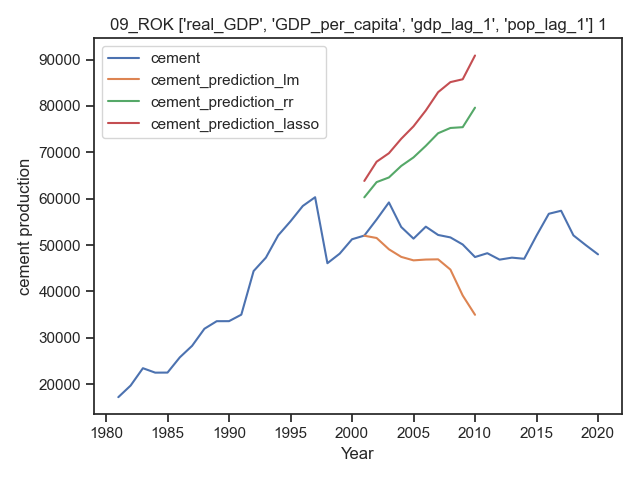 09_ROK ['real_GDP', 'GDP_per_capita', 'gdp_lag_1', 'pop_lag_1'] 1
cement
cement_prediction_lm
cement_prediction_rr
cement_prediction_lasso
cement production
90000
80000
70000
60000
50000
40000
30000
20000
1980 1985 1990 1995 2000 2005 2010 2015 2020
Year